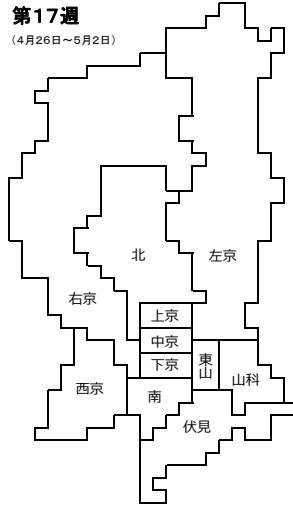 第17週
（4月26日～5月2日）
北
左京
右京
上京
中京
下京
東山
山科
西京
南
伏見